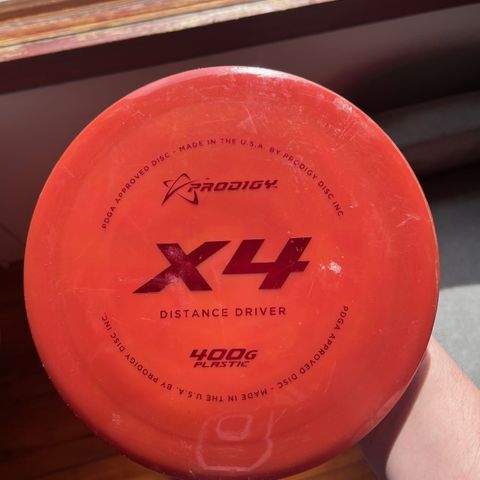 PDGA APPROVED DISC - MADE IN THE U.S.A. BY PRODIGY DISC INC.
PRODIGY
X4
DISTANCE DRIVER
400G
PLASTIC
PDGA APPROVED DISC - MADE IN THE U.S.A. BY PRODIGY DISC INC.